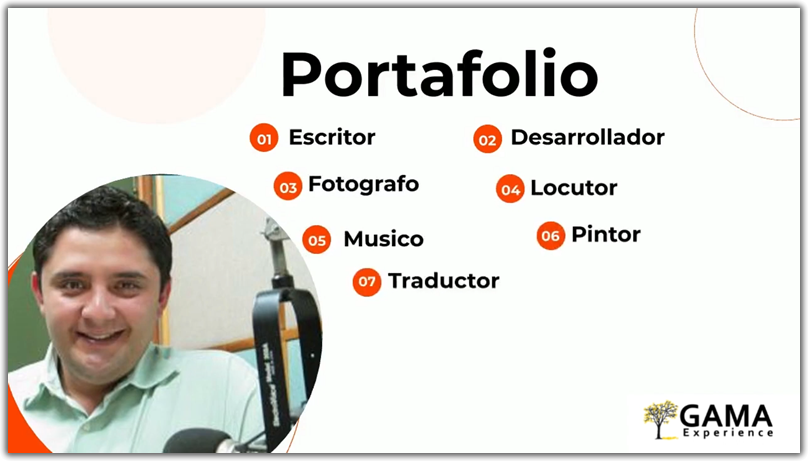 Portafolio
01 Escritor
02 Desarrollador
03 Fotografo
04 Locutor
05 Musico
06 Pintor
07 Traductor
GAMA
Experience